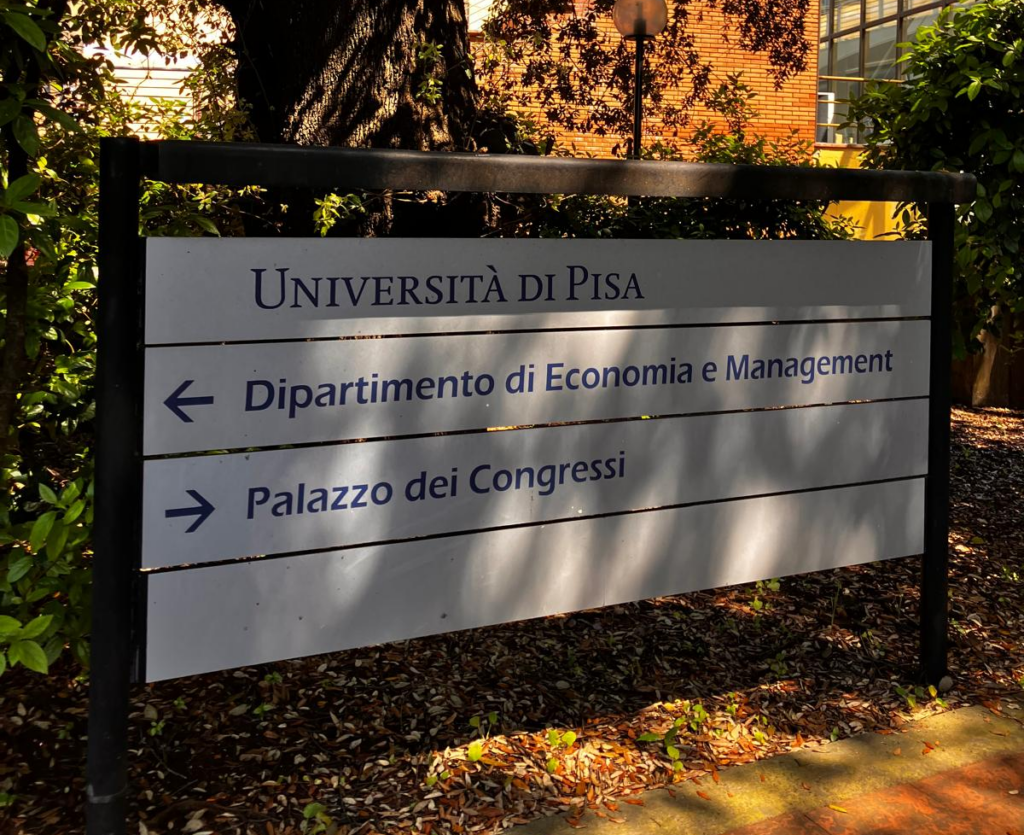 Università di Pisa
← Dipartimento di Economia e Management
→ Palazzo dei Congressi